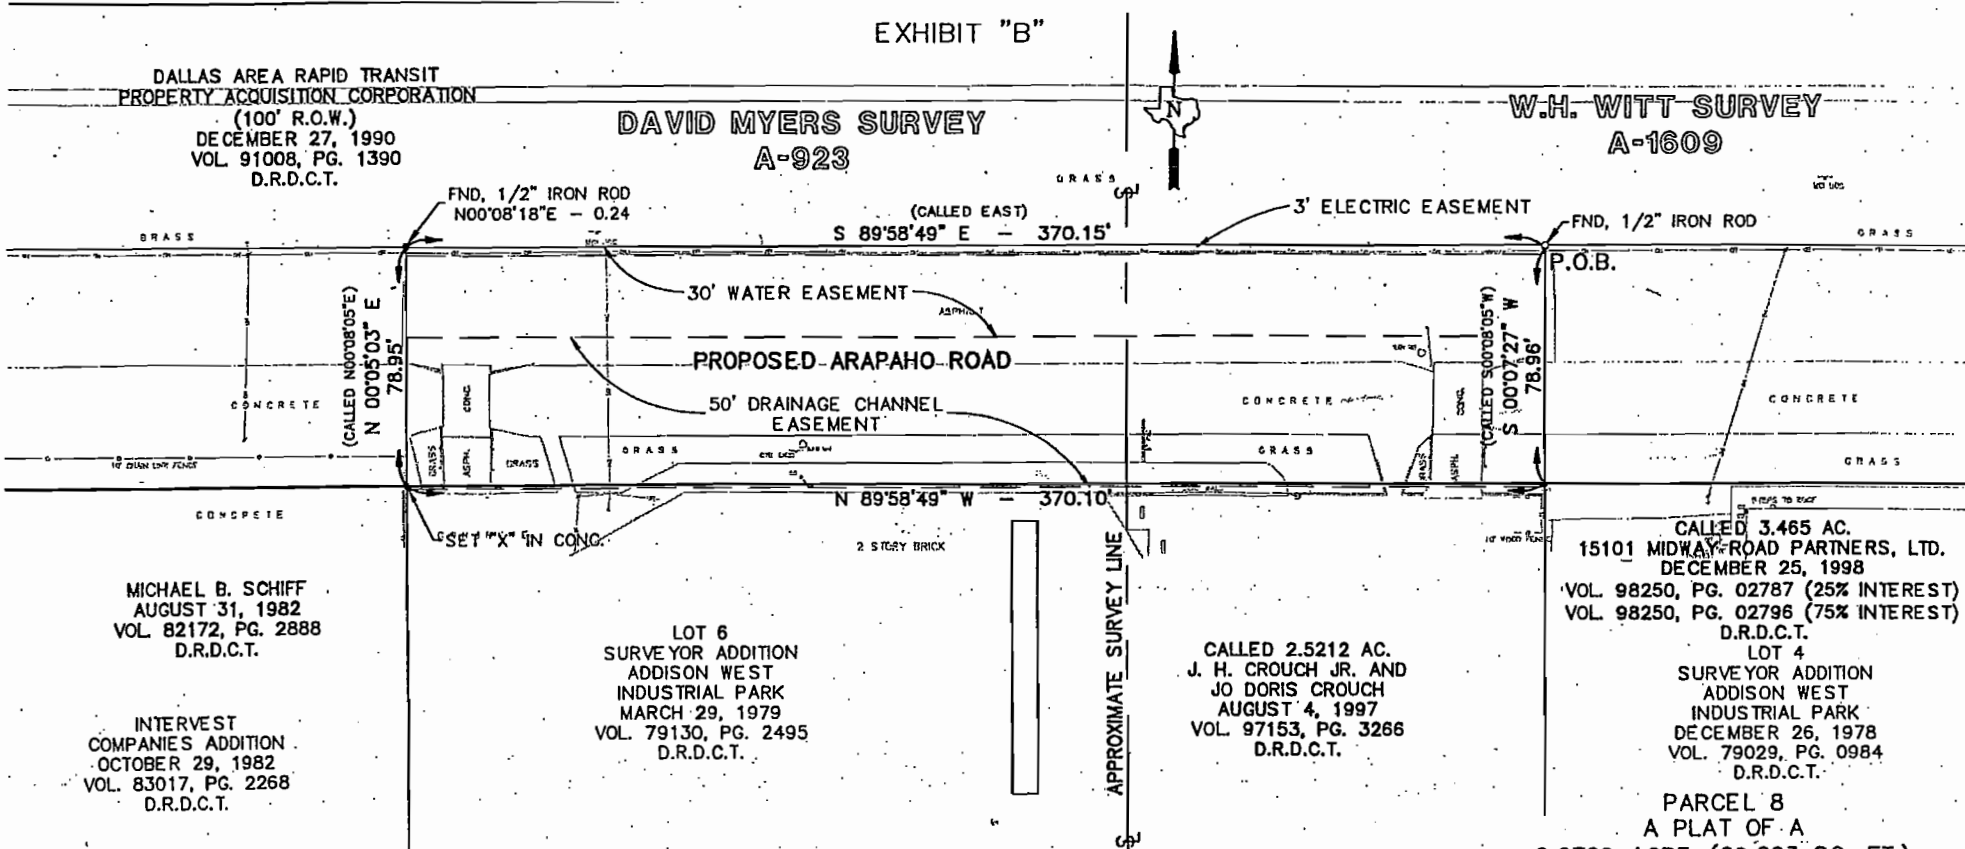 EXHIBIT "B"
DALLAS AREA RAPID TRANSIT
PROPERTY ACQUISITION CORPORATION
(100' R.O.W.)
DECEMBER 27, 1990
VOL. 91008, PG. 1390
D.R.D.C.T.
DAVID MYERS SURVEY
A-923
N
W.H. WITT SURVEY
A-1609
GRASS
FND, 1/2" IRON ROD
N00°08'18"E - 0.24
(CALLED EAST)
S 89°58'49" E - 370.15'
3' ELECTRIC EASEMENT
FND, 1/2" IRON ROD
GRASS
GRASS
P.O.B.
30' WATER EASEMENT
ASPHALT
(CALLED N00°08'05"E)
N 00°05'03" E
78.95'
PROPOSED ARAPAHO ROAD
(CALLED S00°08'05"W)
S 00°07'27" W
78.96'
CONCRETE
CONC.
50' DRAINAGE CHANNEL
EASEMENT
CONCRETE
CONC.
CONCRETE
GRASS
ASPH.
GRASS
GRASS
GRASS
GRASS
ASPH.
GRASS
N 89°58'49" W - 370.10'
CONCRETE
SET "X" IN CONC.
2 STORY BRICK
APPROXIMATE SURVEY LINE
MICHAEL B. SCHIFF
AUGUST 31, 1982
VOL. 82172, PG. 2888
D.R.D.C.T.
INTERVEST
COMPANIES ADDITION
OCTOBER 29, 1982
VOL. 83017, PG. 2268
D.R.D.C.T.
LOT 6
SURVEYOR ADDITION
ADDISON WEST
INDUSTRIAL PARK
MARCH 29, 1979
VOL. 79130, PG. 2495
D.R.D.C.T.
CALLED 2.5212 AC.
J. H. CROUCH JR. AND
JO DORIS CROUCH
AUGUST 4, 1997
VOL. 97153, PG. 3266
D.R.D.C.T.
CALLED 3.465 AC.
15101 MIDWAY ROAD PARTNERS, LTD.
DECEMBER 25, 1998
VOL. 98250, PG. 02787 (25% INTEREST)
VOL. 98250, PG. 02796 (75% INTEREST)
D.R.D.C.T.
LOT 4
SURVEYOR ADDITION
ADDISON WEST
INDUSTRIAL PARK
DECEMBER 26, 1978
VOL. 79029, PG. 0984
D.R.D.C.T.
PARCEL 8
A PLAT OF A